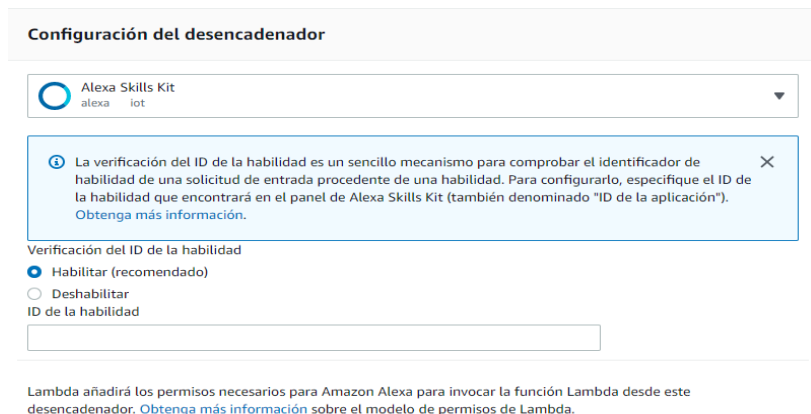 Configuración del desencadenador
Alexa Skills Kit
alexa iot
La verificación del ID de la habilidad es un sencillo mecanismo para comprobar el identificador de
habilidad de una solicitud de entrada procedente de una habilidad. Para configurarlo, especifique el ID de
la habilidad que encontrará en el panel de Alexa Skills Kit (también denominado "ID de la aplicación").
Obtenga más información.
Verificación del ID de la habilidad
Habilitar (recomendado)
Deshabilitar
ID de la habilidad
Lambda añadirá los permisos necesarios para Amazon Alexa para invocar la función Lambda desde este
desencadenador. Obtenga más información sobre el modelo de permisos de Lambda.